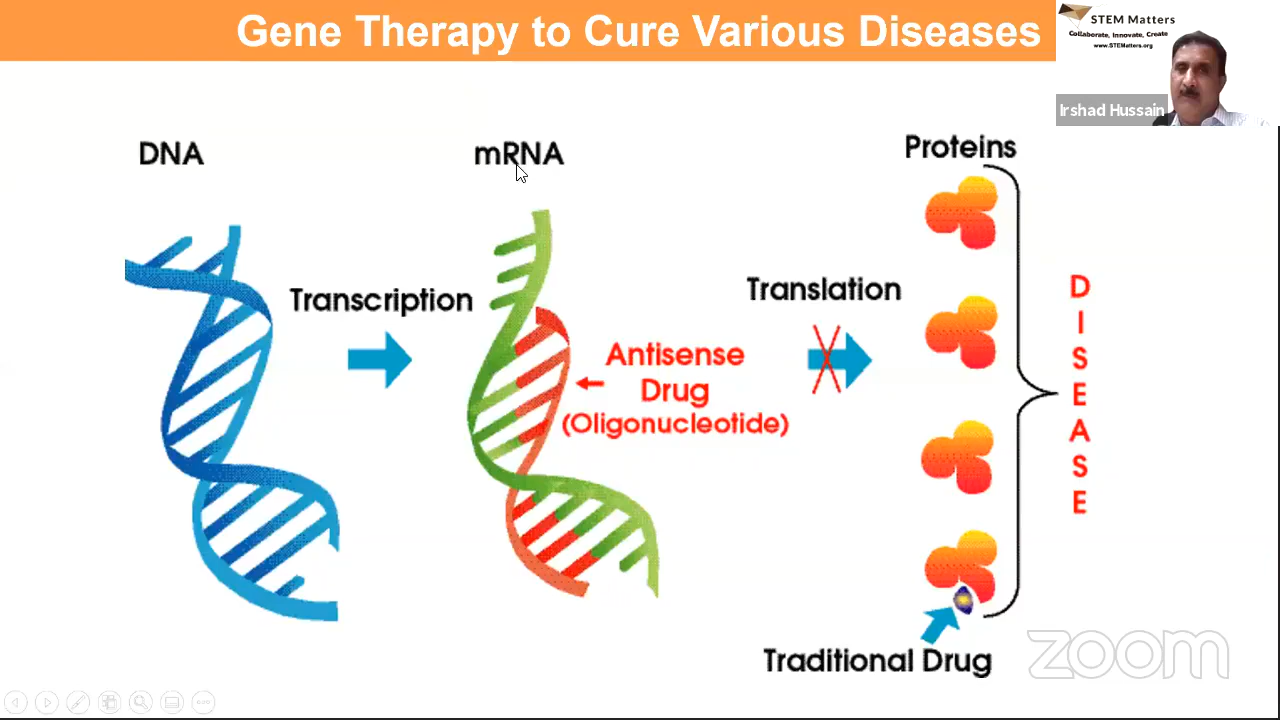 Gene Therapy to Cure Various Diseases
STEM Matters
Collaborate, Innovate, Create
www.STEMatters.org
Irshad Hussain
DNA
mRNA
Proteins
Transcription
Translation
Antisense
Drug
(Oligonucleotide)
D
I
S
E
A
S
E
Traditional Drug
zoom